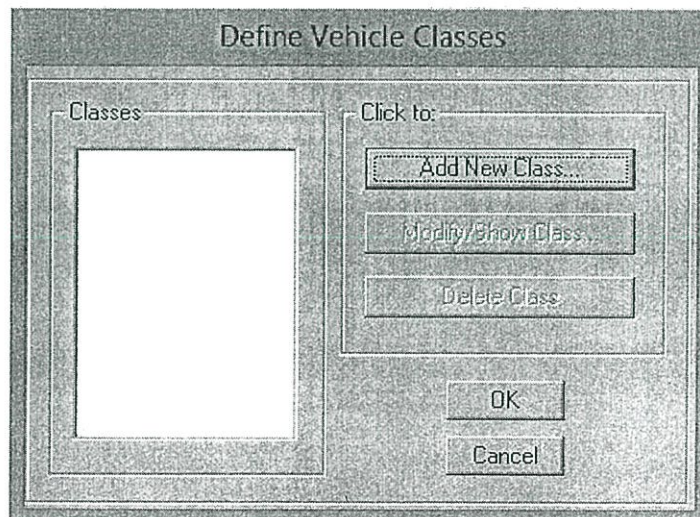 Define Vehicle Classes
Classes
Click to:
Add New Class...
Modify/Show Class...
Delete Class
OK
Cancel